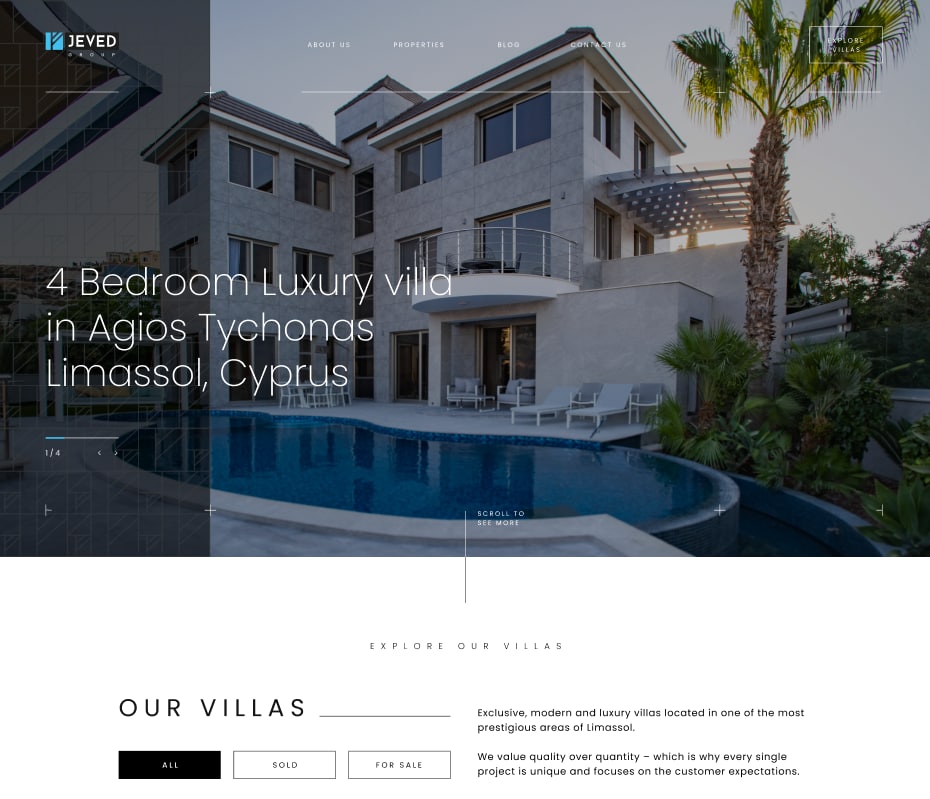 JEVED
GROUP
ABOUT US
PROPERTIES
BLOG
CONTACT US
EXPLORE
VILLAS
4 Bedroom Luxury villa
in Agios Tychonas
Limassol, Cyprus
1/4
< >
SCROLL TO
SEE MORE
EXPLORE OUR VILLAS
OUR VILLAS
Exclusive, modern and luxury villas located in one of the most
prestigious areas of Limassol.
We value quality over quantity – which is why every single
project is unique and focuses on the customer expectations.
ALL
SOLD
FOR SALE